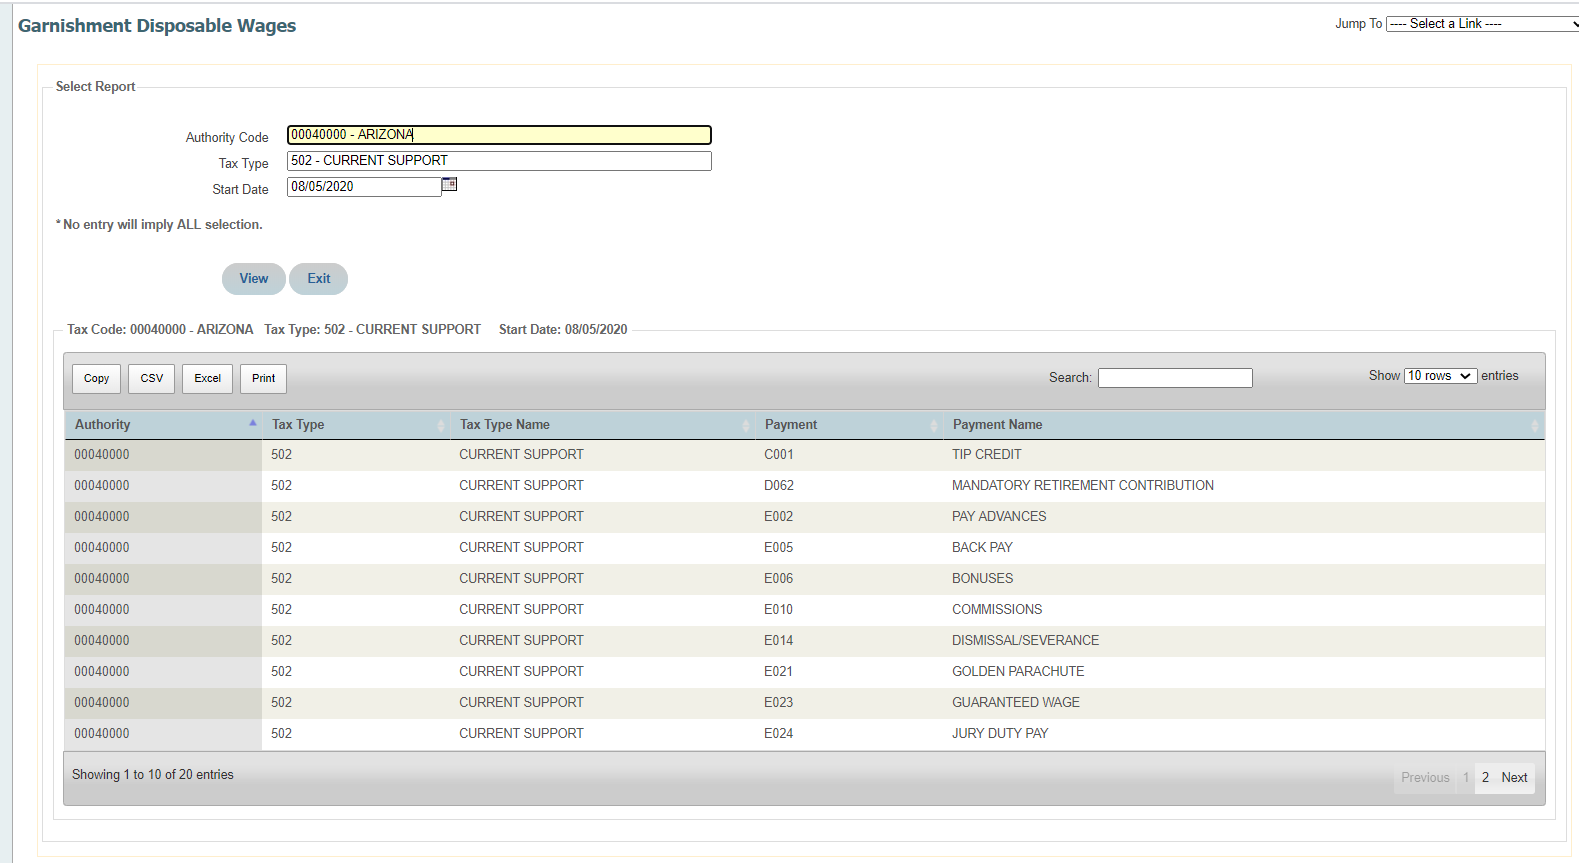 Garnishment Disposable Wages
Jump To ---- Select a Link ----
Select Report
Authority Code 00040000 - ARIZONA
Tax Type 502 - CURRENT SUPPORT
Start Date 08/05/2020
* No entry will imply ALL selection.
View Exit
Tax Code: 00040000 - ARIZONA Tax Type: 502 - CURRENT SUPPORT Start Date: 08/05/2020
Copy CSV Excel Print Search: Show 10 rows entries
Authority Tax Type Tax Type Name Payment Payment Name
00040000 502 CURRENT SUPPORT C001 TIP CREDIT
00040000 502 CURRENT SUPPORT D062 MANDATORY RETIREMENT CONTRIBUTION
00040000 502 CURRENT SUPPORT E002 PAY ADVANCES
00040000 502 CURRENT SUPPORT E005 BACK PAY
00040000 502 CURRENT SUPPORT E006 BONUSES
00040000 502 CURRENT SUPPORT E010 COMMISSIONS
00040000 502 CURRENT SUPPORT E014 DISMISSAL/SEVERANCE
00040000 502 CURRENT SUPPORT E021 GOLDEN PARACHUTE
00040000 502 CURRENT SUPPORT E023 GUARANTEED WAGE
00040000 502 CURRENT SUPPORT E024 JURY DUTY PAY
Showing 1 to 10 of 20 entries Previous 1 2 Next